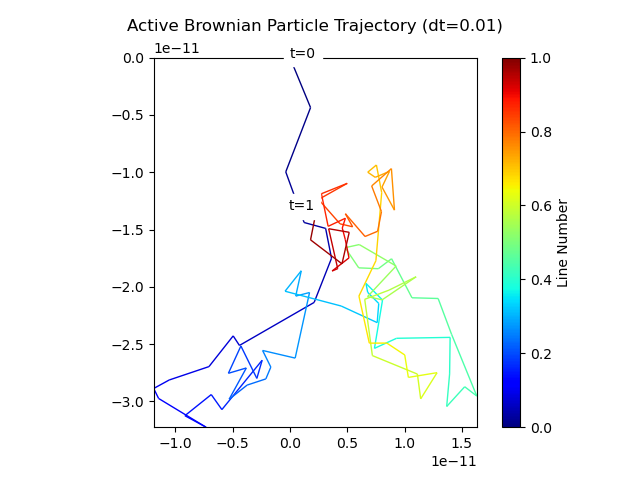 Active Brownian Particle Trajectory (dt=0.01)
1e−11
t=0
t=1
0.0
−0.5
−1.0
−1.5
−2.0
−2.5
−3.0
−1.0 −0.5 0.0 0.5 1.0 1.5
1e−11
1.0
0.8
0.6
0.4
0.2
0.0
Line Number